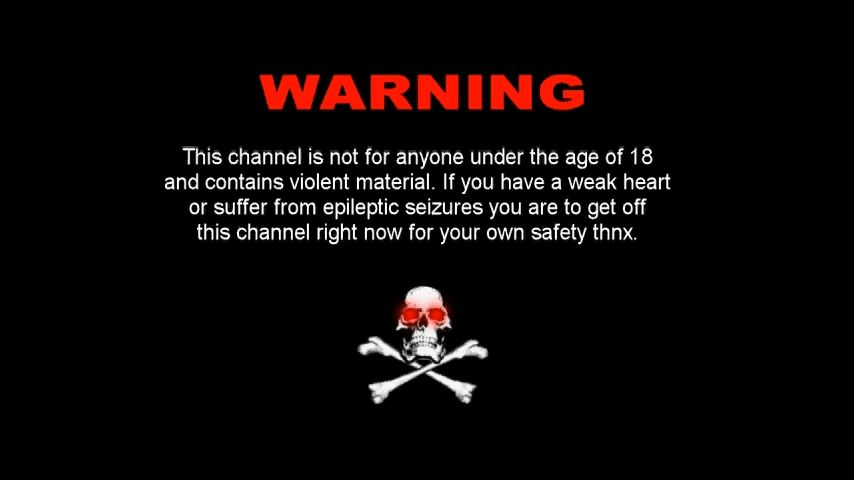 WARNING
This channel is not for anyone under the age of 18
and contains violent material. If you have a weak heart
or suffer from epileptic seizures you are to get off
this channel right now for your own safety thnx.